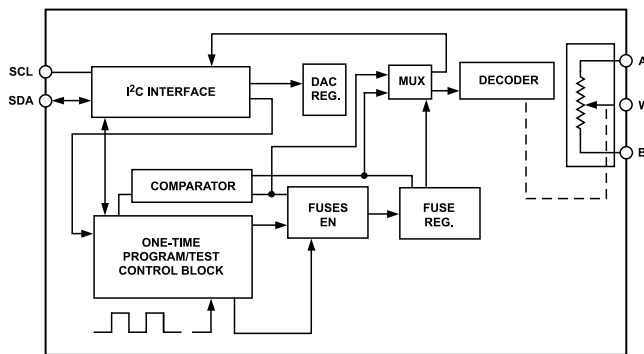 SCL
SDA
I²C INTERFACE
DAC
REG.
MUX
DECODER
A
W
B
COMPARATOR
FUSES
EN
FUSE
REG.
ONE-TIME
PROGRAM/TEST
CONTROL BLOCK